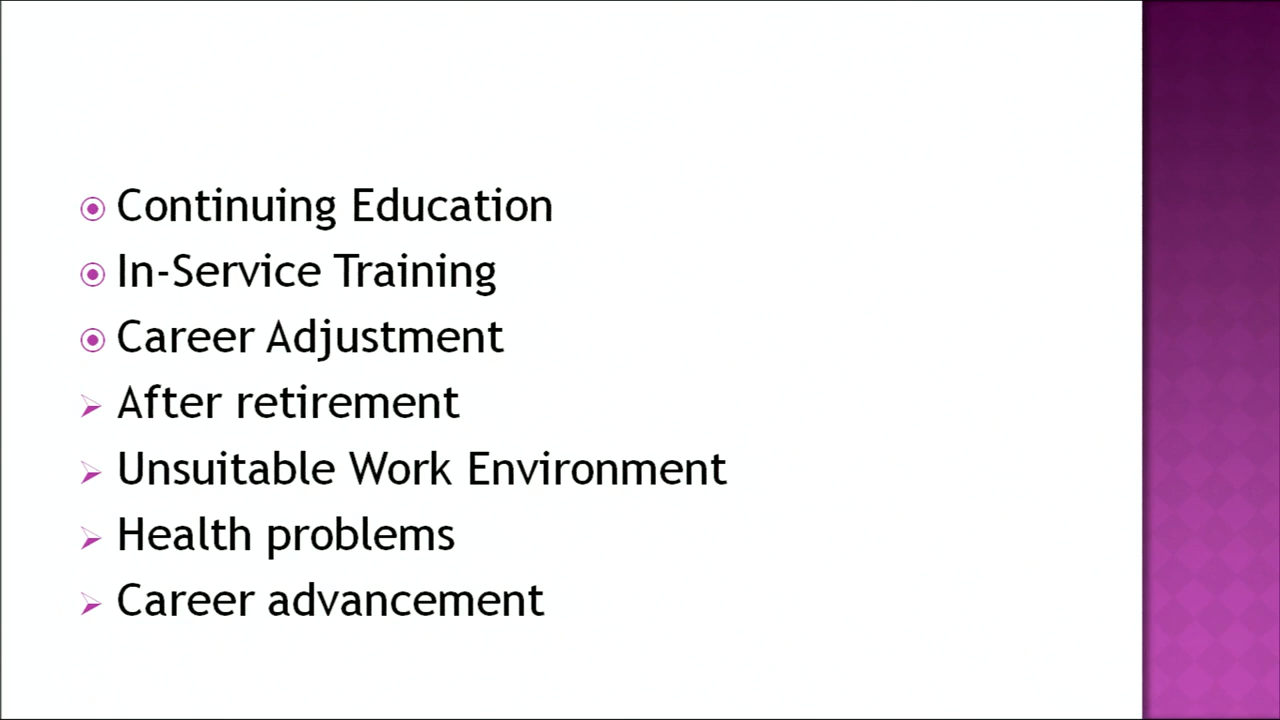 Continuing Education
In-Service Training
Career Adjustment
After retirement
Unsuitable Work Environment
Health problems
Career advancement